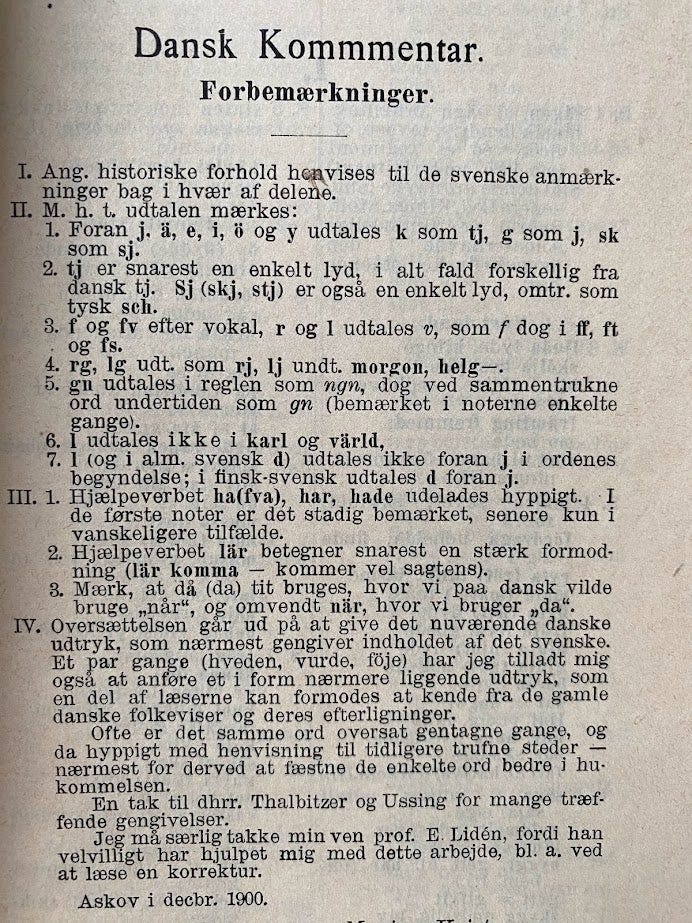 Dansk Kommmentar.
Forbemærkninger.
I. Ang. historiske forhold henvises til de svenske anmærk-
ninger bag i hvær af delene.
II. M. h. t. udtalen mærkes:
1. Foran j, ä, e, i, ö og y udtales k som tj, g som j, sk
som sj.
2. tj er snarest en enkelt lyd, i alt fald forskellig fra
dansk tj. Sj (skj, stj) er også en enkelt lyd, omtr. som
tysk sch.
3. f og fv efter vokal, r og l udtales v, som f dog i ff, ft
og fs.
4. rg, lg udt. som rj, lj undt. morgon, helg—.
5. gn udtales i reglen som ngn, dog ved sammentrukne
ord undertiden som gn (bemærket i noterne enkelte
gange).
6. l udtales ikke i karl og värld,
7. l (og i alm. svensk d) udtales ikke foran j i ordenes
begyndelse; i finsk-svensk udtales d foran j.
III. 1. Hjælpeverbet ha(fva), har, hade udelades hyppigt. I
de første noter er det stadig bemærket, senere kun i
vanskeligere tilfælde.
2. Hjælpeverbet lär betegner snarest en stærk formod-
ning (lär komma — kommer vel sagtens).
3. Mærk, at då (da) tit bruges, hvor vi paa dansk vilde
bruge „når“, og omvendt när, hvor vi bruger „da“.
IV. Oversættelsen går ud på at give det nuværende danske
udtryk, som nærmest gengiver indholdet af det svenske.
Et par gange (hveden, vurde, föje) har jeg tilladt mig
også at anføre et i form nærmere liggende udtryk, som
en del af læserne kan formodes at kende fra de gamle
danske folkeviser og deres efterligninger.
Ofte er det samme ord oversat gentagne gange, og
da hyppigt med henvisning til tidligere trufne steder —
nærmest for derved at fæstne de enkelte ord bedre i hu-
kommelsen.
En tak til dhrr. Thalbitzer og Ussing for mange træf-
fende gengivelser.
Jeg må særlig takke min ven prof. E. Lidén, fordi han
velvilligt har hjulpet mig med dette arbejde, bl. a. ved
at læse en korrektur.
Askov i decbr. 1900.